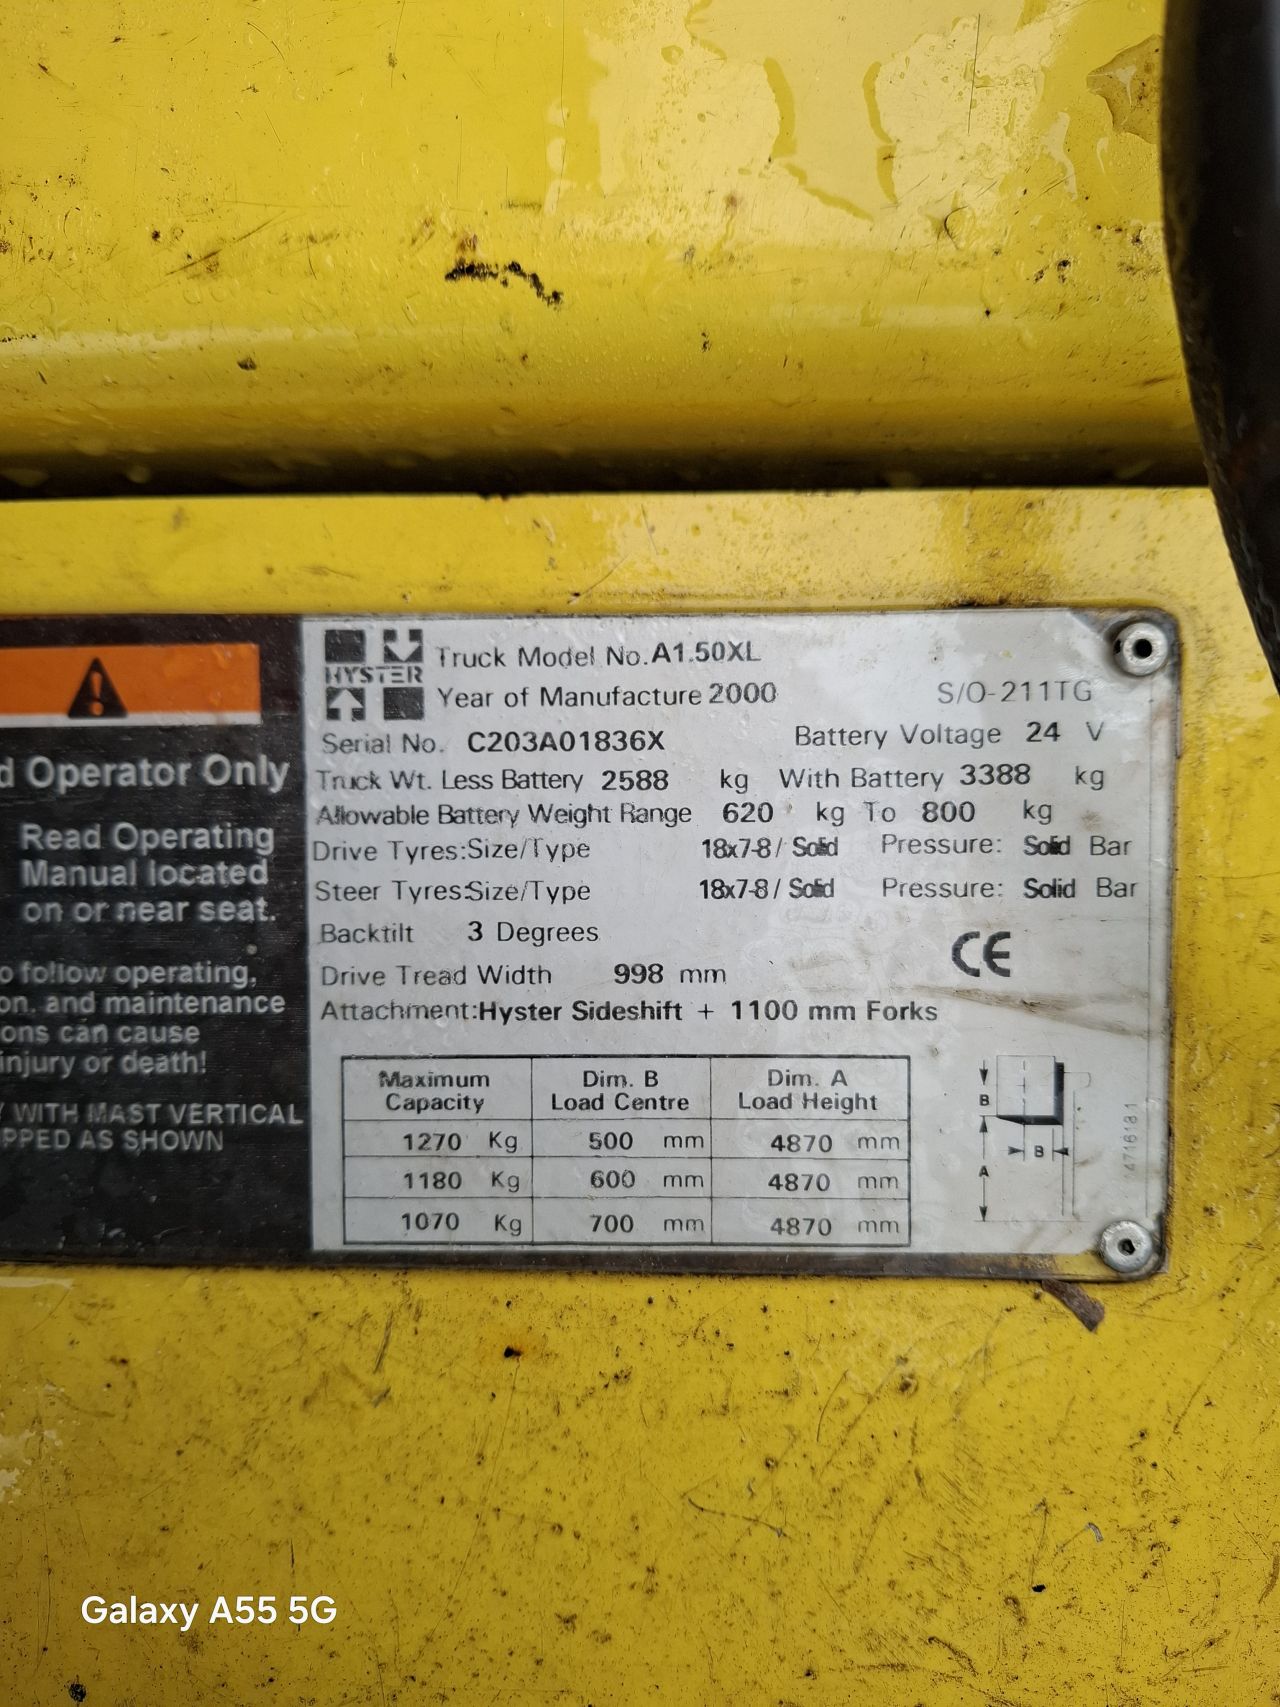 HYSTER
Truck Model No. A1.50XL
Year of Manufacture 2000 S/O-211TG
Serial No. C203A01836X Battery Voltage 24 V
Truck Wt. Less Battery 2588 kg With Battery 3388 kg
Allowable Battery Weight Range 620 kg To 800 kg
Drive Tyres:Size/Type 18x7-8/ Solid Pressure: Solid Bar
Steer Tyres:Size/Type 18x7-8/ Solid Pressure: Solid Bar
Backtilt 3 Degrees
CE
Drive Tread Width 998 mm
Attachment:Hyster Sideshift + 1100 mm Forks
Maximum Capacity Dim. B Load Centre Dim. A Load Height
1270 Kg 500 mm 4870 mm
1180 Kg 600 mm 4870 mm
1070 Kg 700 mm 4870 mm
B
B
A
d Operator Only
Read Operating
Manual located
on or near seat.
o follow operating,
on, and maintenance
ons can cause
injury or death!
Y WITH MAST VERTICAL
PPED AS SHOWN
Galaxy A55 5G